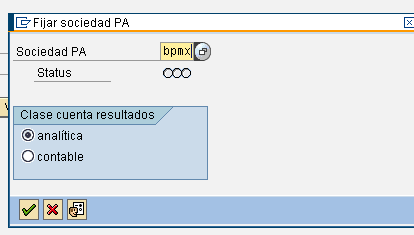 Fijar sociedad PA
Sociedad PA bpmx
Status
Clase cuenta resultados
analítica
contable